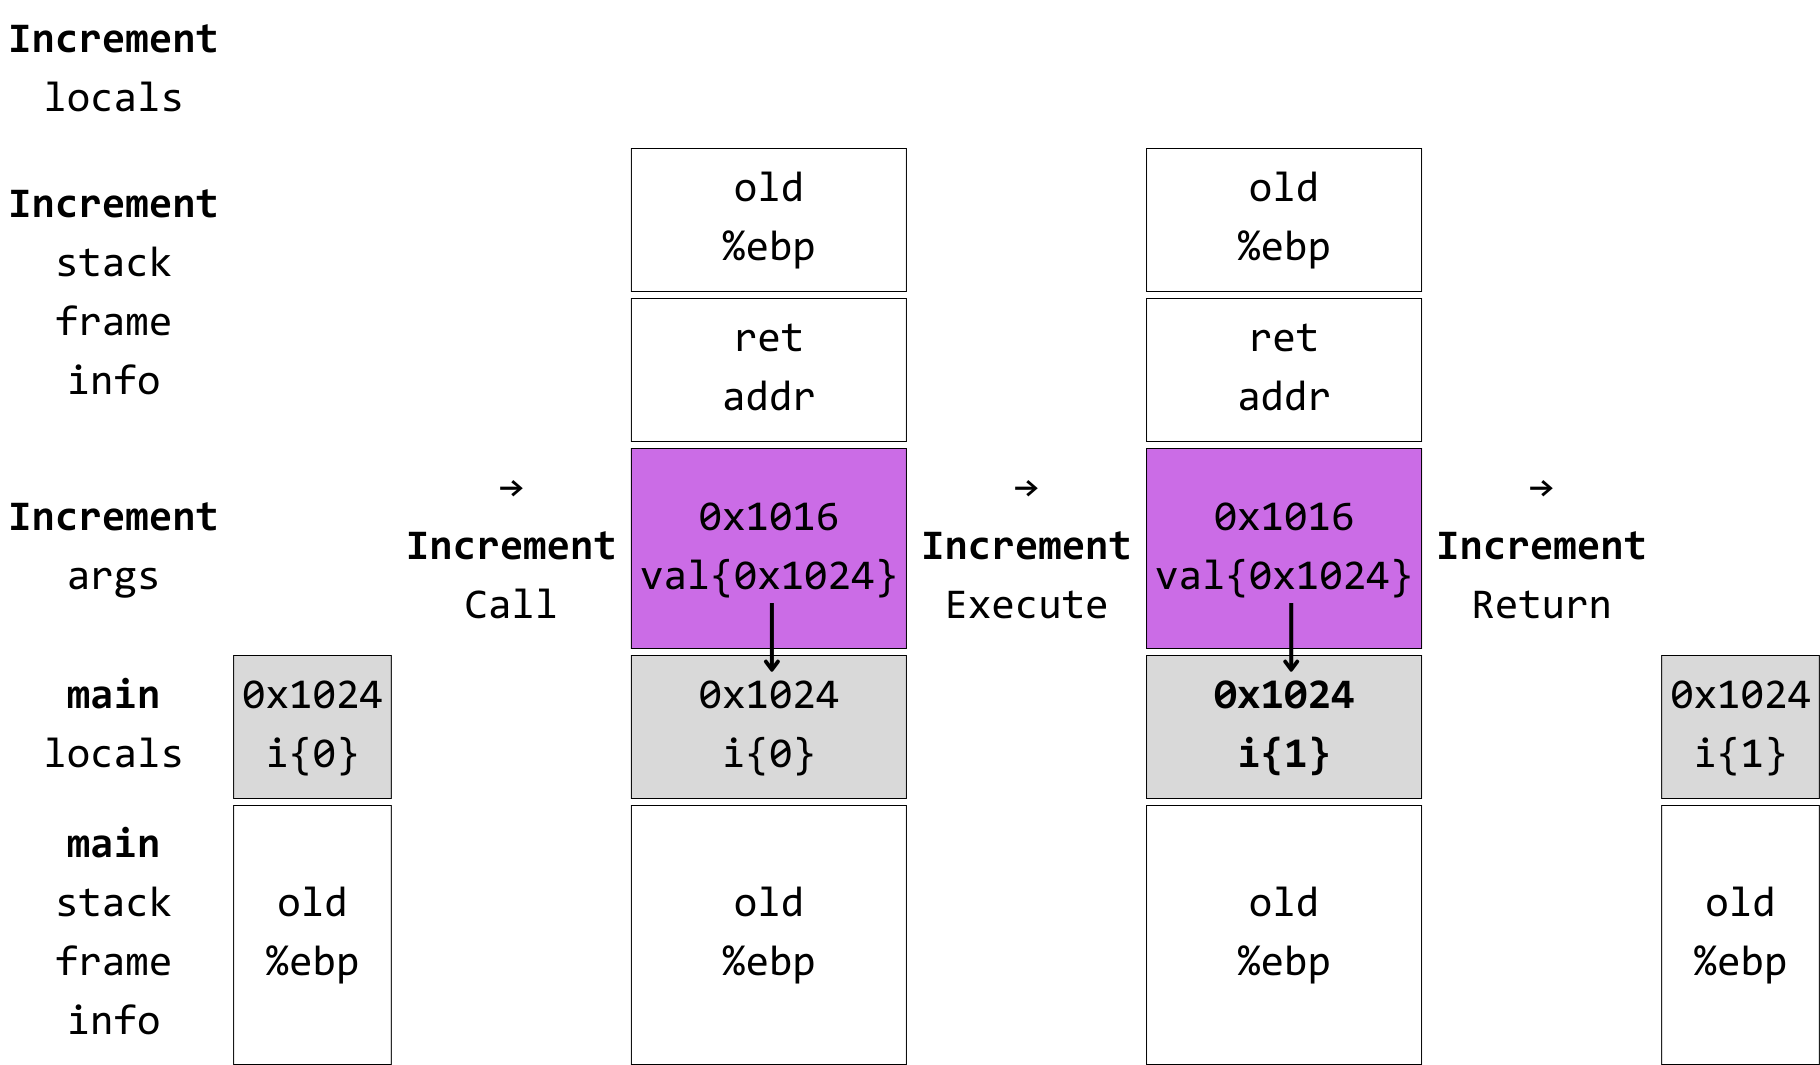 Increment
locals
Increment
stack
frame
info
old
%ebp
old
%ebp
ret
addr
ret
addr
Increment
args
→
Increment
Call
0x1016
val{0x1024}
→
Increment
Execute
0x1016
val{0x1024}
→
Increment
Return
main
locals
0x1024
i{0}
0x1024
i{0}
0x1024
i{1}
0x1024
i{1}
main
stack
frame
info
old
%ebp
old
%ebp
old
%ebp
old
%ebp